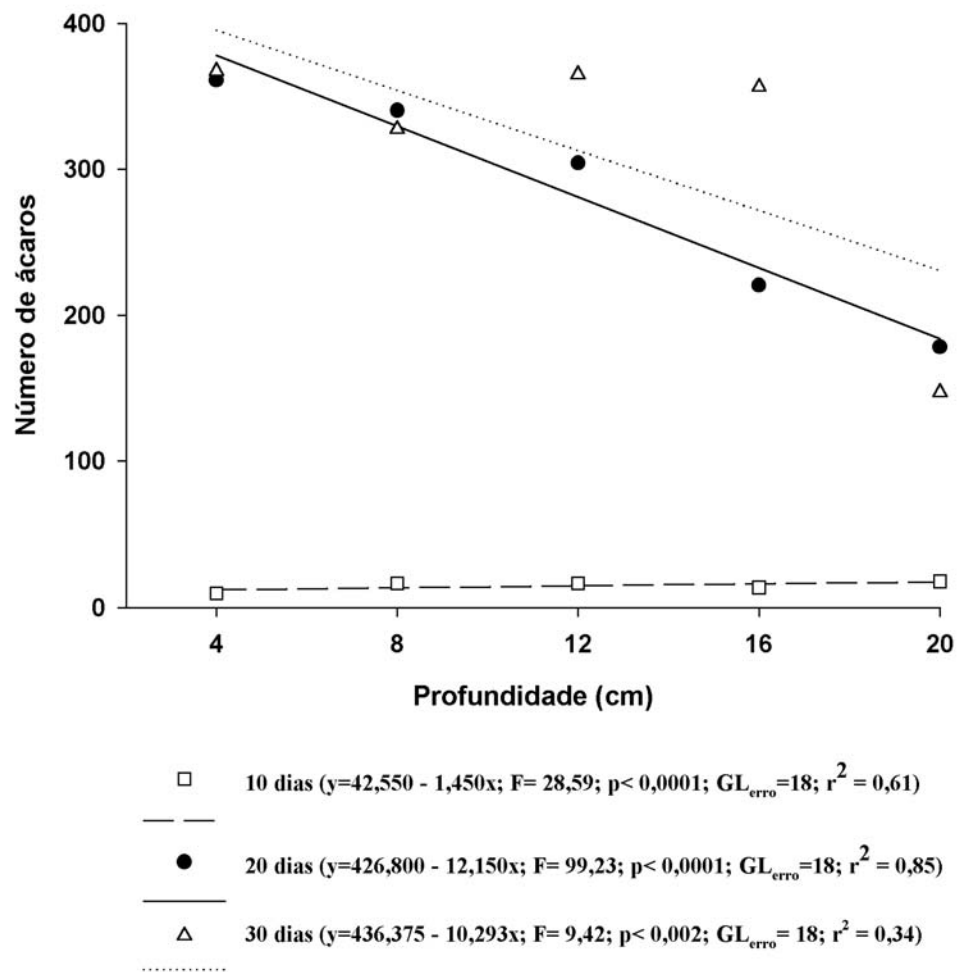 400
300
200
100
0
Número de ácaros
4 8 12 16 20
Profundidade (cm)
10 dias (y=42,550 - 1,450x; F= 28,59; p< 0,0001; GLerro=18; r2 = 0,61)
20 dias (y=426,800 - 12,150x; F= 99,23; p< 0,0001; GLerro=18; r2 = 0,85)
30 dias (y=436,375 - 10,293x; F= 9,42; p< 0,002; GLerro= 18; r2 = 0,34)